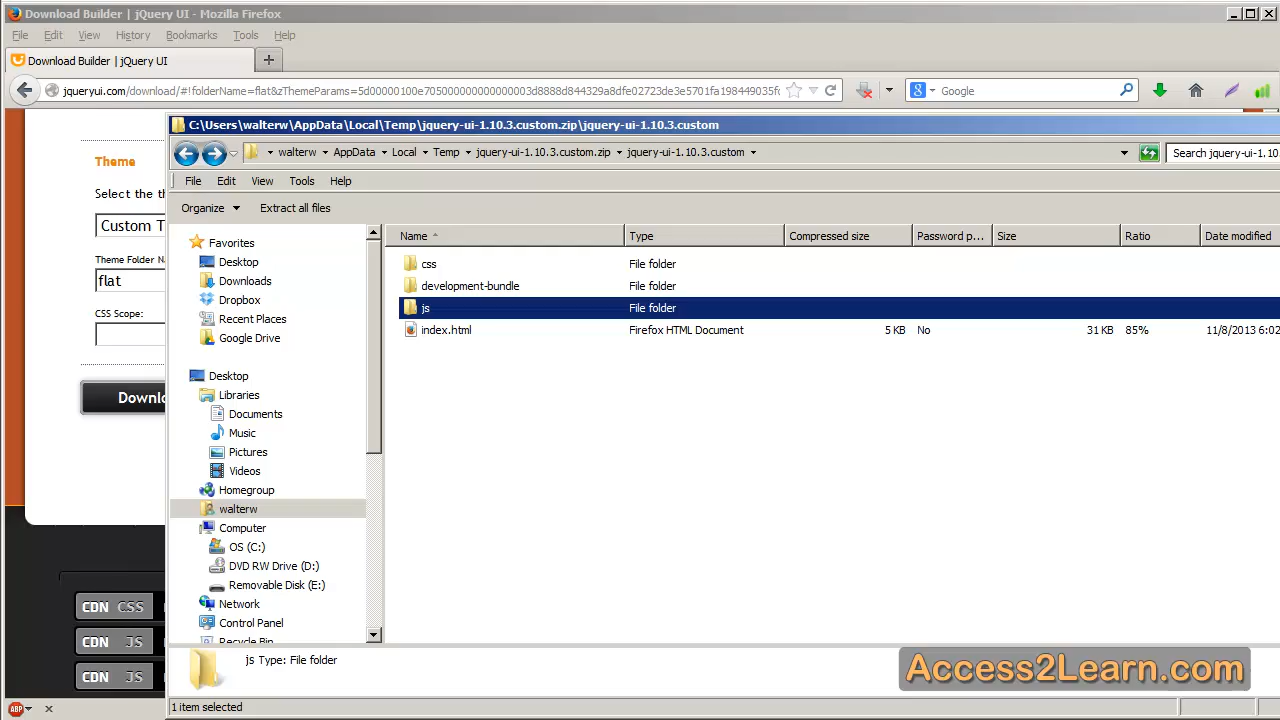 Download Builder | jQuery UI - Mozilla Firefox
File Edit View History Bookmarks Tools Help
Download Builder | jQuery UI
jqueryui.com/download/#!folderName=flat&zThemeParams=5d00000100e705000000000000003d8888d844329a8dfe02723de3e5701fa198449035fc
Google
C:\Users\walterw\AppData\Local\Temp\jquery-ui-1.10.3.custom.zip\jquery-ui-1.10.3.custom
walterw AppData Local Temp jquery-ui-1.10.3.custom.zip jquery-ui-1.10.3.custom
Search jquery-ui-1.10
File Edit View Tools Help
Organize Extract all files
Theme
Select the th
Custom T
Theme Folder N
flat
CSS Scope:
Downlo
CDN CSS
CDN JS
CDN JS
ABP
Favorites
Desktop
Downloads
Dropbox
Recent Places
Google Drive
Desktop
Libraries
Documents
Music
Pictures
Videos
Homegroup
walterw
Computer
OS (C:)
DVD RW Drive (D:)
Removable Disk (E:)
Network
Control Panel
Recycle Bin
Name Type Compressed size Password p... Size Ratio Date modified
css File folder
development-bundle File folder
js File folder
index.html Firefox HTML Document 5 KB No 31 KB 85% 11/8/2013 6:02
js Type: File folder
Access2Learn.com
1 item selected